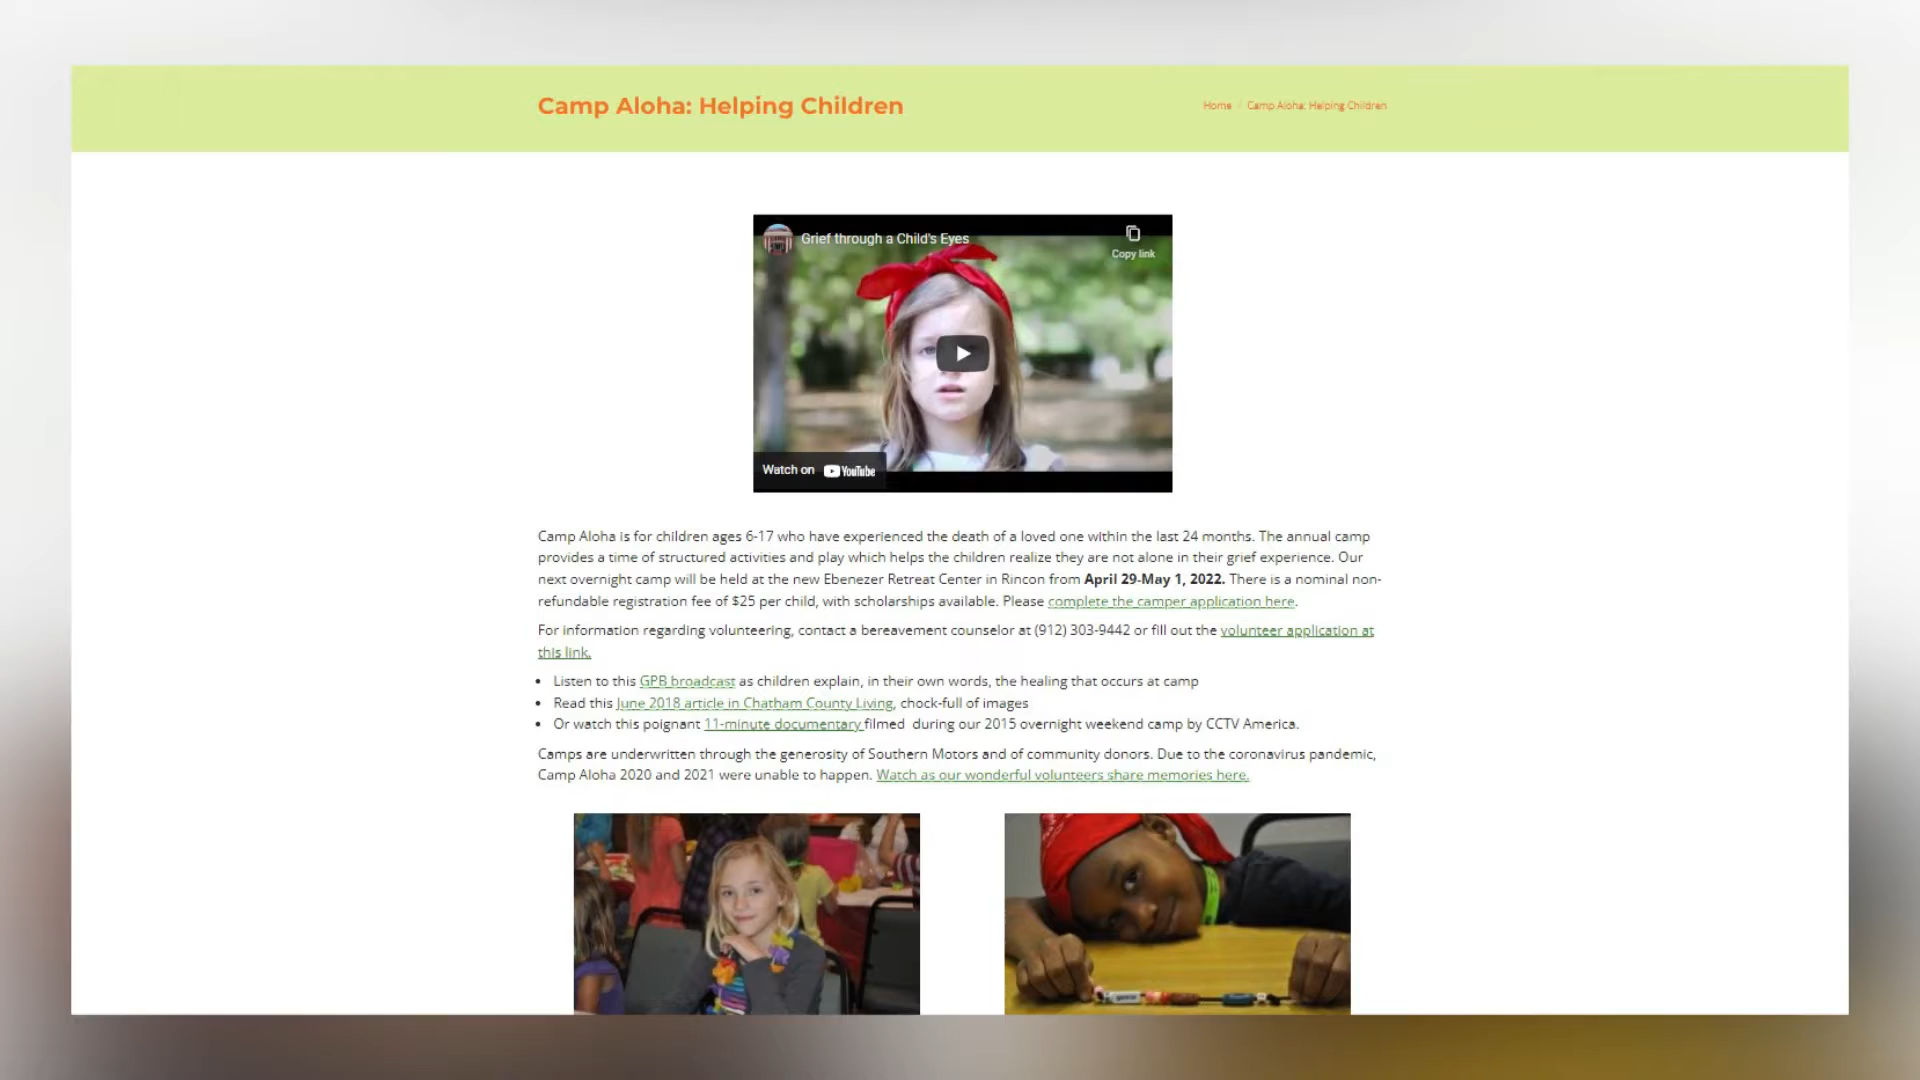 Camp Aloha: Helping Children
Home / Camp Aloha: Helping Children
Grief through a Child's Eyes
Copy link
Watch on YouTube
Camp Aloha is for children ages 6-17 who have experienced the death of a loved one within the last 24 months. The annual camp
provides a time of structured activities and play which helps the children realize they are not alone in their grief experience. Our
next overnight camp will be held at the new Ebenezer Retreat Center in Rincon from April 29-May 1, 2022. There is a nominal non-
refundable registration fee of $25 per child, with scholarships available. Please complete the camper application here.
For information regarding volunteering, contact a bereavement counselor at (912) 303-9442 or fill out the volunteer application at
this link.
• Listen to this GPB broadcast as children explain, in their own words, the healing that occurs at camp
• Read this June 2018 article in Chatham County Living, chock-full of images
• Or watch this poignant 11-minute documentary filmed during our 2015 overnight weekend camp by CCTV America.
Camps are underwritten through the generosity of Southern Motors and of community donors. Due to the coronavirus pandemic,
Camp Aloha 2020 and 2021 were unable to happen. Watch as our wonderful volunteers share memories here.